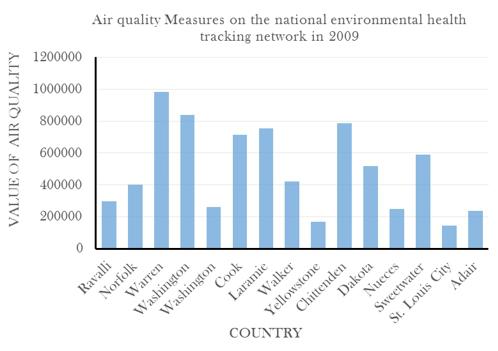 Air quality Measures on the national environmental health
tracking network in 2009
VALUE OF AIR QUALITY
1200000
1000000
800000
600000
400000
200000
0
Ravalli
Norfolk
Warren
Washington
Washington
Cook
Laramie
Walker
Yellowstone
Chittenden
Dakota
Nueces
Sweetwater
St. Louis City
Adair
COUNTRY